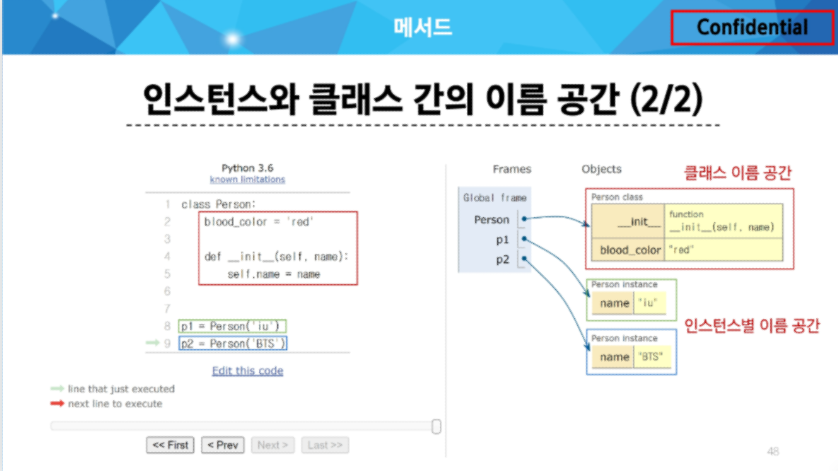 메서드
Confidential
인스턴스와 클래스 간의 이름 공간 (2/2)
Python 3.6
known limitations
1 class Person:
2 blood_color = 'red'
3
4 def __init__(self, name):
5 self.name = name
6
7
8 p1 = Person('iu')
9 p2 = Person('BTS')
Edit this code
line that just executed
next line to execute
<< First
< Prev
Next >
Last >>
Frames
Objects
클래스 이름 공간
Global frame
Person
p1
p2
Person class
__init__
function
__init__(self, name)
blood_color "red"
Person instance
name "iu"
인스턴스별 이름 공간
Person instance
name "BTS"
48